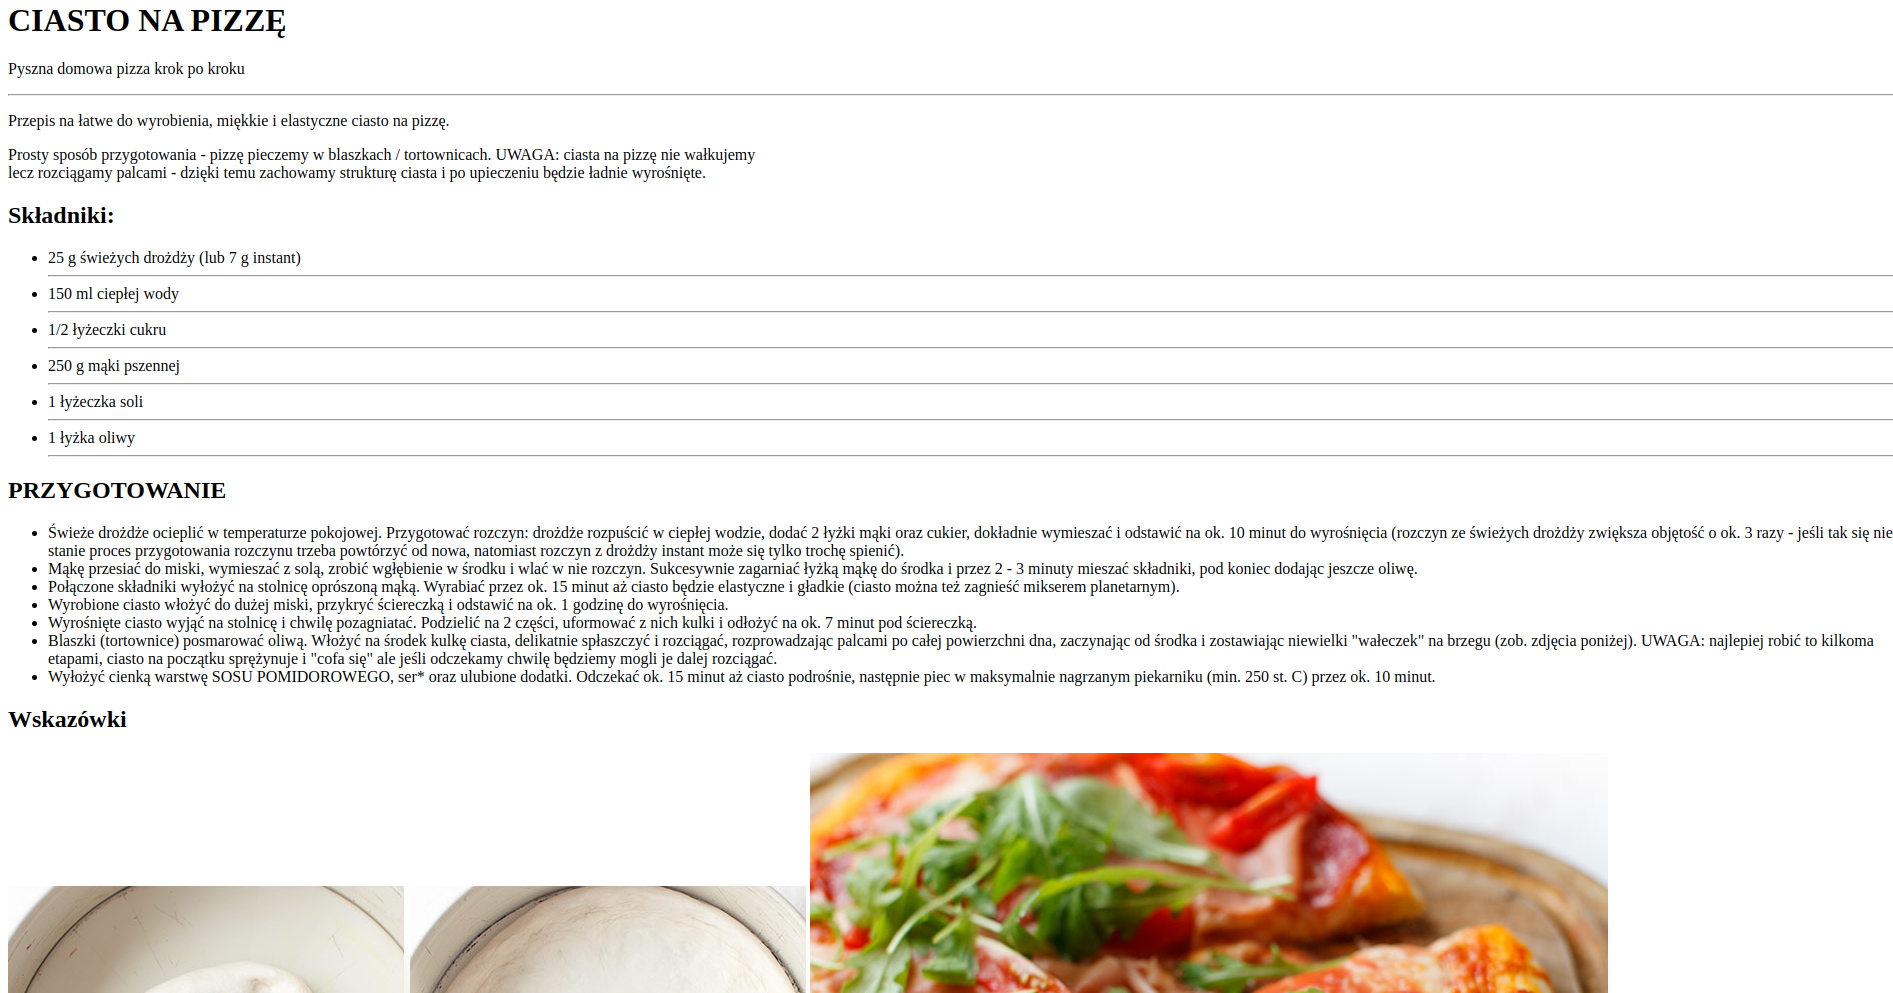 CIASTO NA PIZZĘ
Pyszna domowa pizza krok po kroku
Przepis na łatwe do wyrobienia, miękkie i elastyczne ciasto na pizzę.
Prosty sposób przygotowania - pizzę pieczemy w blaszkach / tortownicach. UWAGA: ciasta na pizzę nie wałkujemy
lecz rozciągamy palcami - dzięki temu zachowamy strukturę ciasta i po upieczeniu będzie ładnie wyrośnięte.
Składniki:
• 25 g świeżych drożdży (lub 7 g instant)
• 150 ml ciepłej wody
• 1/2 łyżeczki cukru
• 250 g mąki pszennej
• 1 łyżeczka soli
• 1 łyżka oliwy
PRZYGOTOWANIE
• Świeże drożdże ocieplić w temperaturze pokojowej. Przygotować rozczyn: drożdże rozpuścić w ciepłej wodzie, dodać 2 łyżki mąki oraz cukier, dokładnie wymieszać i odstawić na ok. 10 minut do wyrośnięcia (rozczyn ze świeżych drożdży zwiększa objętość o ok. 3 razy - jeśli tak się nie
stanie proces przygotowania rozczynu trzeba powtórzyć od nowa, natomiast rozczyn z drożdży instant może się tylko trochę spienić).
• Mąkę przesiać do miski, wymieszać z solą, zrobić wgłębienie w środku i wlać w nie rozczyn. Sukcesywnie zagarniać łyżką mąkę do środka i przez 2 - 3 minuty mieszać składniki, pod koniec dodając jeszcze oliwę.
• Połączone składniki wyłożyć na stolnicę oprószoną mąką. Wyrabiać przez ok. 15 minut aż ciasto będzie elastyczne i gładkie (ciasto można też zagnieść mikserem planetarnym).
• Wyrobione ciasto włożyć do dużej miski, przykryć ściereczką i odstawić na ok. 1 godzinę do wyrośnięcia.
• Wyrośnięte ciasto wyjąć na stolnicę i chwilę pozagniatać. Podzielić na 2 części, uformować z nich kulki i odłożyć na ok. 7 minut pod ściereczką.
• Blaszki (tortownice) posmarować oliwą. Włożyć na środek kulkę ciasta, delikatnie spłaszczyć i rozciągać, rozprowadzając palcami po całej powierzchni dna, zaczynając od środka i zostawiając niewielki "wałeczek" na brzegu (zob. zdjęcia poniżej). UWAGA: najlepiej robić to kilkoma
etapami, ciasto na początku sprężynuje i "cofa się" ale jeśli odczekamy chwilę będziemy mogli je dalej rozciągać.
• Wyłożyć cienką warstwę SOSU POMIDOROWEGO, ser* oraz ulubione dodatki. Odczekać ok. 15 minut aż ciasto podrośnie, następnie piec w maksymalnie nagrzanym piekarniku (min. 250 st. C) przez ok. 10 minut.
Wskazówki